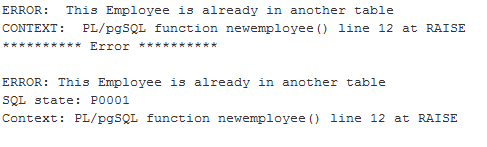 ERROR:  This Employee is already in another table
CONTEXT:  PL/pgSQL function newemployee() line 12 at RAISE
********** Error **********
ERROR: This Employee is already in another table
SQL state: P0001
Context: PL/pgSQL function newemployee() line 12 at RAISE